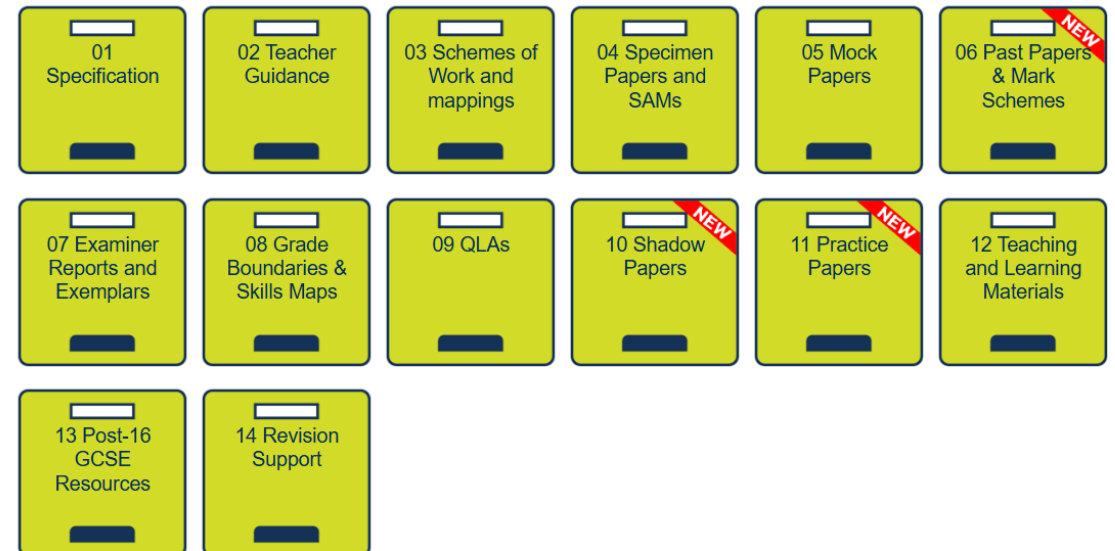 01
Specification
02 Teacher
Guidance
03 Schemes of
Work and
mappings
04 Specimen
Papers and
SAMs
05 Mock
Papers
NEW
06 Past Papers
& Mark
Schemes
07 Examiner
Reports and
Exemplars
08 Grade
Boundaries &
Skills Maps
09 QLAs
NEW
10 Shadow
Papers
NEW
11 Practice
Papers
12 Teaching
and Learning
Materials
13 Post-16
GCSE
Resources
14 Revision
Support